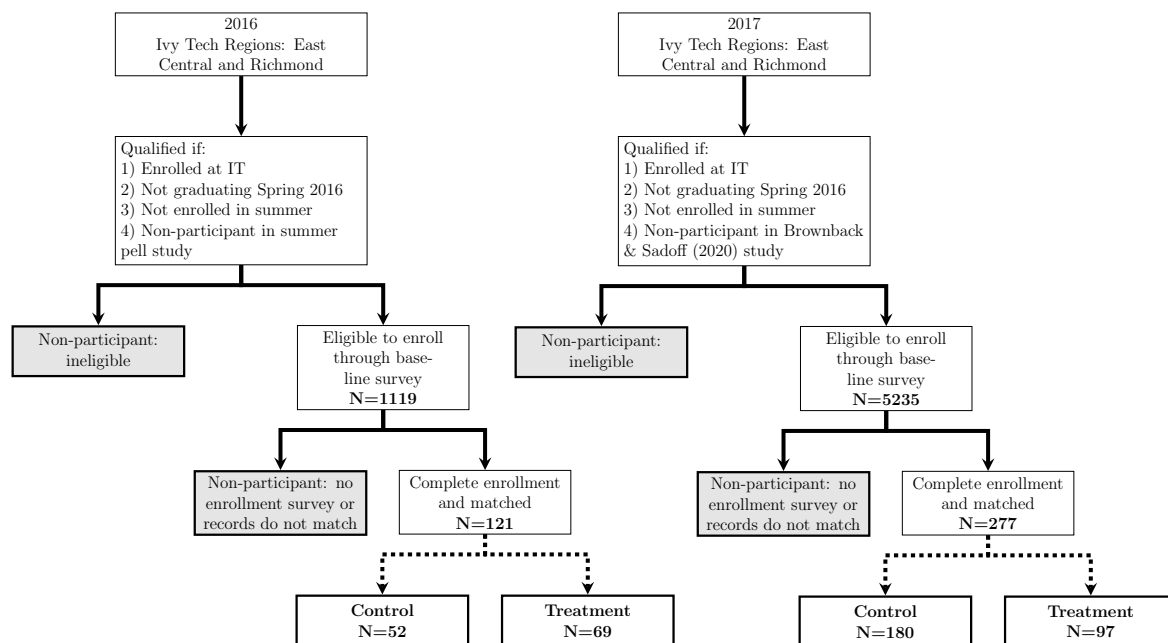 2016
Ivy Tech Regions: East
Central and Richmond
Qualified if:
1) Enrolled at IT
2) Not graduating Spring 2016
3) Not enrolled in summer
4) Non-participant in summer
pell study
Non-participant:
ineligible
Eligible to enroll
through base-
line survey
N=1119
Non-participant: no
enrollment survey or
records do not match
Complete enrollment
and matched
N=121
Control
N=52
Treatment
N=69
2017
Ivy Tech Regions: East
Central and Richmond
Qualified if:
1) Enrolled at IT
2) Not graduating Spring 2016
3) Not enrolled in summer
4) Non-participant in Brownback
& Sadoff (2020) study
Non-participant:
ineligible
Eligible to enroll
through base-
line survey
N=5235
Non-participant: no
enrollment survey or
records do not match
Complete enrollment
and matched
N=277
Control
N=180
Treatment
N=97